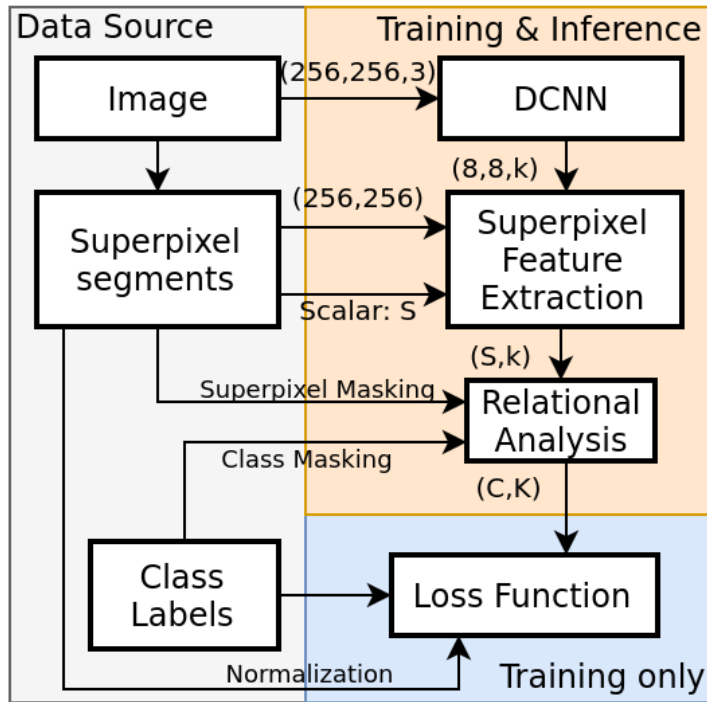 Data Source
Training & Inference
(256,256,3)
Image
DCNN
(8,8,k)
(256,256)
Superpixel
segments
Superpixel
Feature
Extraction
Scalar: S
(S,k)
Superpixel Masking
Relational
Analysis
Class Masking
(C,K)
Class
Labels
Loss Function
Normalization
Training only